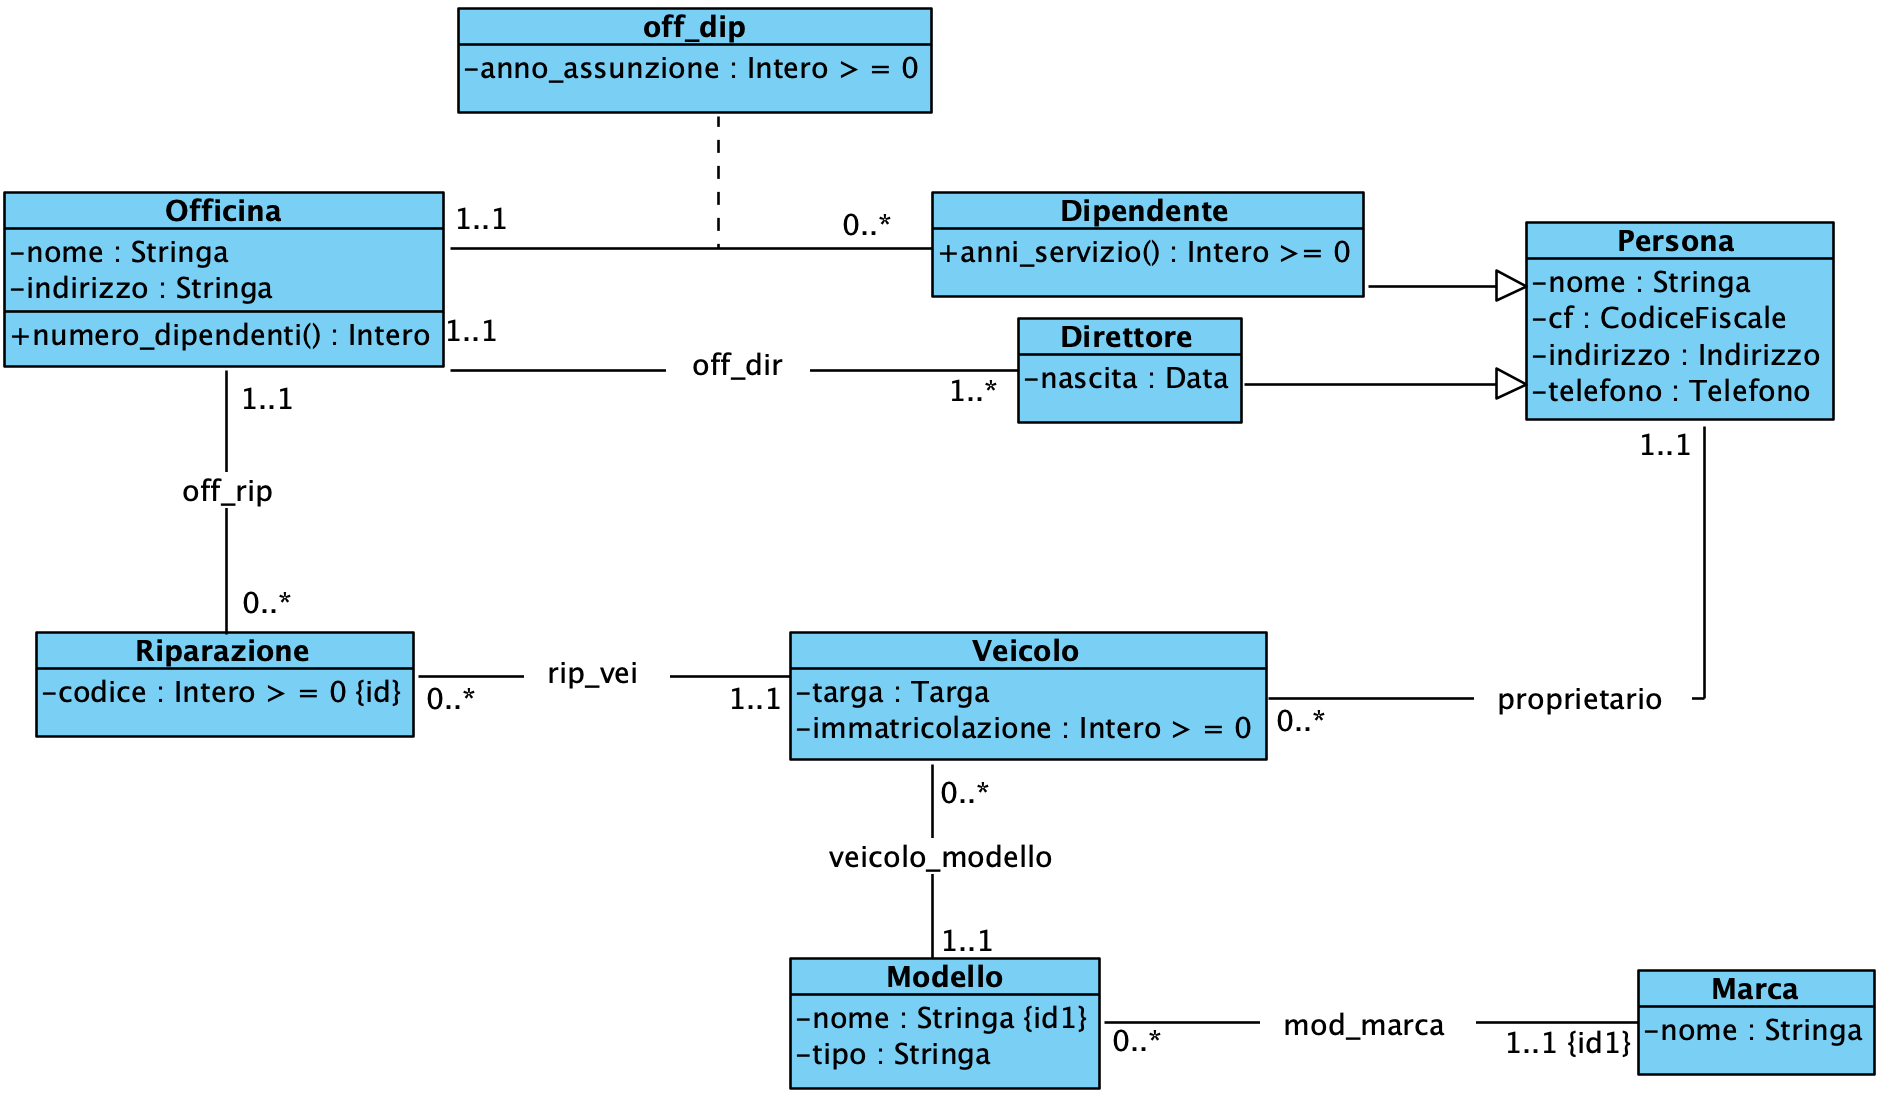 off_dip
-anno_assunzione : Intero > = 0
Officina
-nome : Stringa
-indirizzo : Stringa
+numero_dipendenti() : Intero
1..1
0..*
Dipendente
+anni_servizio() : Intero >= 0
Persona
-nome : Stringa
-cf : CodiceFiscale
-indirizzo : Indirizzo
-telefono : Telefono
1..1
off_dir
1..*
Direttore
-nascita : Data
1..1
off_rip
0..*
1..1
Riparazione
-codice : Intero > = 0 {id}
0..*
rip_vei
1..1
Veicolo
-targa : Targa
-immatricolazione : Intero > = 0
0..*
proprietario
0..*
veicolo_modello
1..1
Modello
-nome : Stringa {id1}
-tipo : Stringa
0..*
mod_marca
1..1 {id1}
Marca
-nome : Stringa